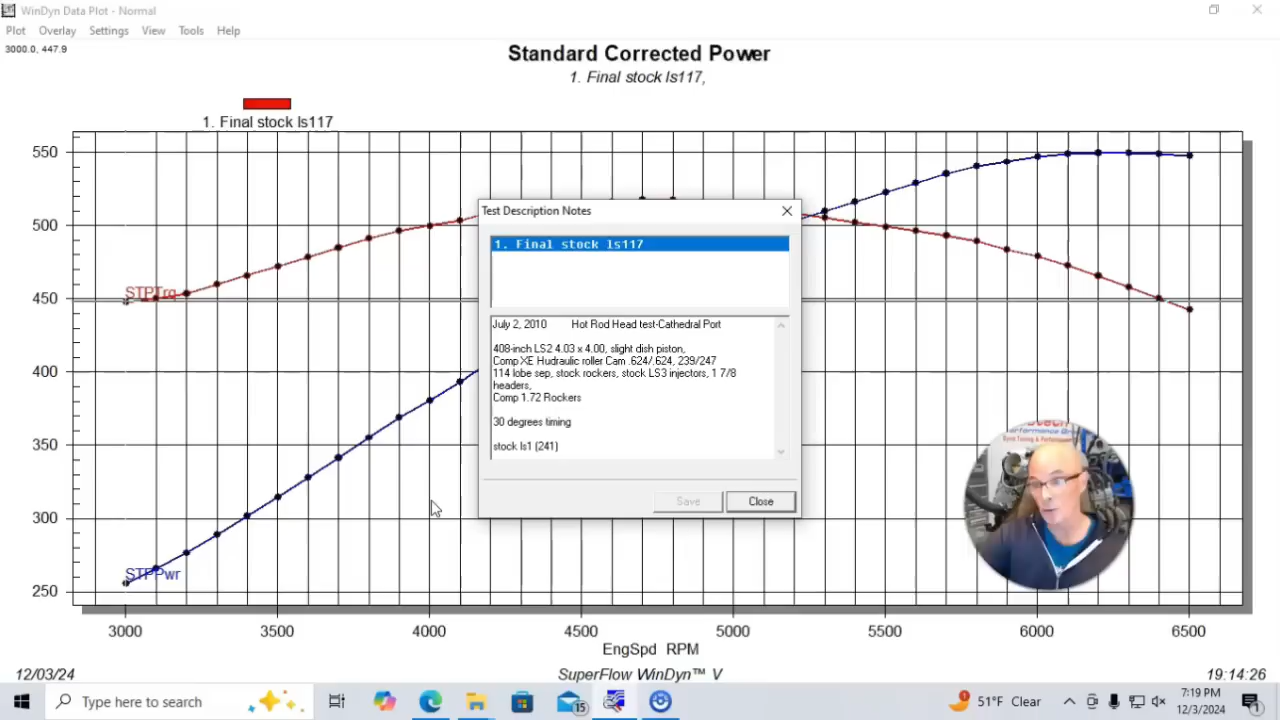 WinDyn Data Plot - Normal
Plot Overlay Settings View Tools Help
3000.0, 447.9
Standard Corrected Power
1. Final stock ls117,
1. Final stock ls117
550
500
450
400
350
300
250
STPTrq
STPPwr
Test Description Notes
1. Final stock ls117
July 2, 2010 Hot Rod Head test-Cathedral Port
408-inch LS2 4.03 x 4.00, slight dish piston,
Comp XE Hudraulic roller Cam .624/.624, 239/247
114 lobe sep, stock rockers, stock LS3 injectors, 1 7/8
headers,
Comp 1.72 Rockers
30 degrees timing
stock ls1 (241)
Save Close
3000 3500 4000 4500 5000 5500 6000 6500
EngSpd RPM
12/03/24 SuperFlow WinDyn™ V 19:14:26
Type here to search
15
1
51°F Clear
7:19 PM
12/3/2024
1